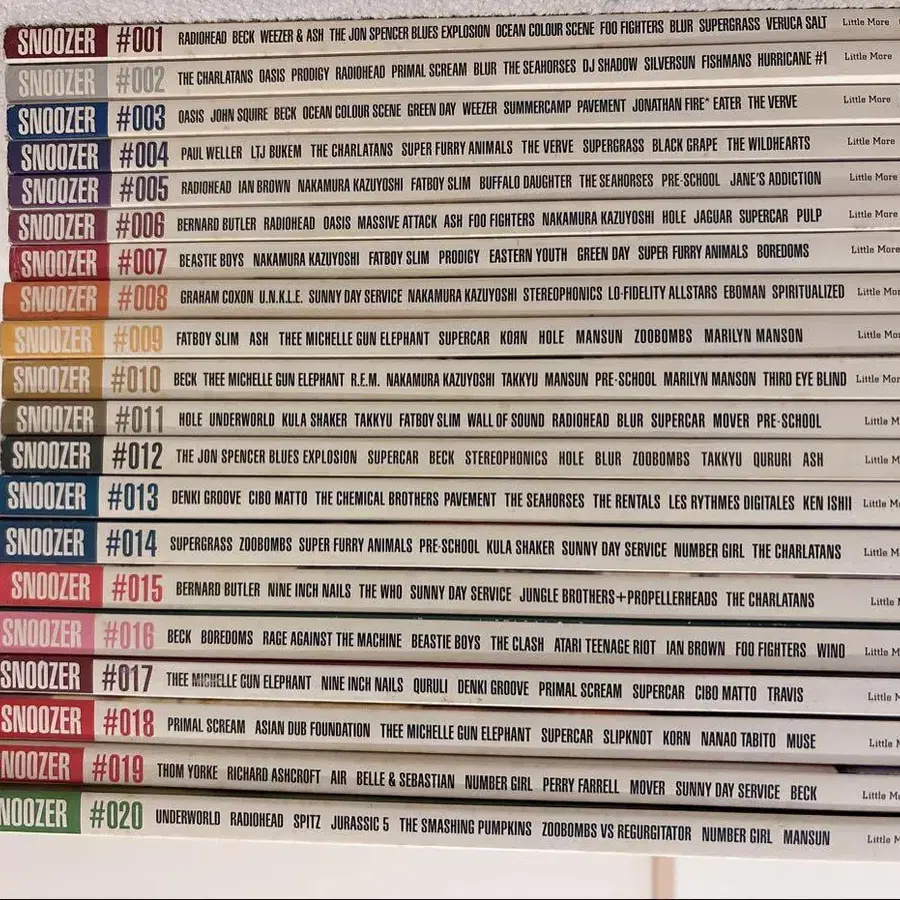 SNOOZER #001 RADIOHEAD BECK WEEZER & ASH THE JON SPENCER BLUES EXPLOSION OCEAN COLOUR SCENE FOO FIGHTERS BLUR SUPERGRASS VERUCA SALT Little More
SNOOZER #002 THE CHARLATANS OASIS PRODIGY RADIOHEAD PRIMAL SCREAM BLUR THE SEAHORSES DJ SHADOW SILVERSUN FISHMANS HURRICANE #1 Little More
SNOOZER #003 OASIS JOHN SQUIRE BECK OCEAN COLOUR SCENE GREEN DAY WEEZER SUMMERCAMP PAVEMENT JONATHAN FIRE* EATER THE VERVE Little More
SNOOZER #004 PAUL WELLER LTJ BUKEM THE CHARLATANS SUPER FURRY ANIMALS THE VERVE SUPERGRASS BLACK GRAPE THE WILDHEARTS Little More
SNOOZER #005 RADIOHEAD IAN BROWN NAKAMURA KAZUYOSHI FATBOY SLIM BUFFALO DAUGHTER THE SEAHORSES PRE-SCHOOL JANE'S ADDICTION Little More
SNOOZER #006 BERNARD BUTLER RADIOHEAD OASIS MASSIVE ATTACK ASH FOO FIGHTERS NAKAMURA KAZUYOSHI HOLE JAGUAR SUPERCAR PULP Little More
SNOOZER #007 BEASTIE BOYS NAKAMURA KAZUYOSHI FATBOY SLIM PRODIGY EASTERN YOUTH GREEN DAY SUPER FURRY ANIMALS BOREDOMS Little More
SNOOZER #008 GRAHAM COXON U.N.K.L.E. SUNNY DAY SERVICE NAKAMURA KAZUYOSHI STEREOPHONICS LO-FIDELITY ALLSTARS EBOMAN SPIRITUALIZED Little Mor
SNOOZER #009 FATBOY SLIM ASH THEE MICHELLE GUN ELEPHANT SUPERCAR KORN HOLE MANSUN ZOOBOMBS MARILYN MANSON Little Mor
SNOOZER #010 BECK THEE MICHELLE GUN ELEPHANT R.E.M. NAKAMURA KAZUYOSHI TAKKYU MANSUN PRE-SCHOOL MARILYN MANSON THIRD EYE BLIND Little Mor
SNOOZER #011 HOLE UNDERWORLD KULA SHAKER TAKKYU FATBOY SLIM WALL OF SOUND RADIOHEAD BLUR SUPERCAR MOVER PRE-SCHOOL Little M
SNOOZER #012 THE JON SPENCER BLUES EXPLOSION SUPERCAR BECK STEREOPHONICS HOLE BLUR ZOOBOMBS TAKKYU QURURI ASH Little M
SNOOZER #013 DENKI GROOVE CIBO MATTO THE CHEMICAL BROTHERS PAVEMENT THE SEAHORSES THE RENTALS LES RYTHMES DIGITALES KEN ISHII Little M
SNOOZER #014 SUPERGRASS ZOOBOMBS SUPER FURRY ANIMALS PRE-SCHOOL KULA SHAKER SUNNY DAY SERVICE NUMBER GIRL THE CHARLATANS Little M
SNOOZER #015 BERNARD BUTLER NINE INCH NAILS THE WHO SUNNY DAY SERVICE JUNGLE BROTHERS+PROPELLERHEADS THE CHARLATANS Little M
SNOOZER #016 BECK BOREDOMS RAGE AGAINST THE MACHINE BEASTIE BOYS THE CLASH ATARI TEENAGE RIOT IAN BROWN FOO FIGHTERS WINO Little M
SNOOZER #017 THEE MICHELLE GUN ELEPHANT NINE INCH NAILS QURULI DENKI GROOVE PRIMAL SCREAM SUPERCAR CIBO MATTO TRAVIS Little M
SNOOZER #018 PRIMAL SCREAM ASIAN DUB FOUNDATION THEE MICHELLE GUN ELEPHANT SUPERCAR SLIPKNOT KORN NANAO TABITO MUSE Little M
NOOZER #019 THOM YORKE RICHARD ASHCROFT AIR BELLE & SEBASTIAN NUMBER GIRL PERRY FARRELL MOVER SUNNY DAY SERVICE BECK Little M
NOOZER #020 UNDERWORLD RADIOHEAD SPITZ JURASSIC 5 THE SMASHING PUMPKINS ZOOBOMBS VS REGURGITATOR NUMBER GIRL MANSUN Little M